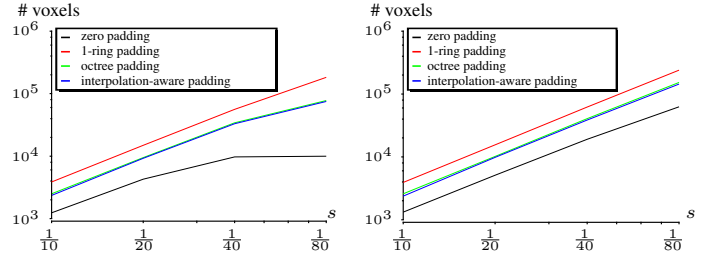 # voxels
10^6
zero padding
1-ring padding
octree padding
interpolation-aware padding
10^5
10^4
10^3
s
1/10
1/20
1/40
1/80
# voxels
10^6
zero padding
1-ring padding
octree padding
interpolation-aware padding
10^5
10^4
10^3
s
1/10
1/20
1/40
1/80